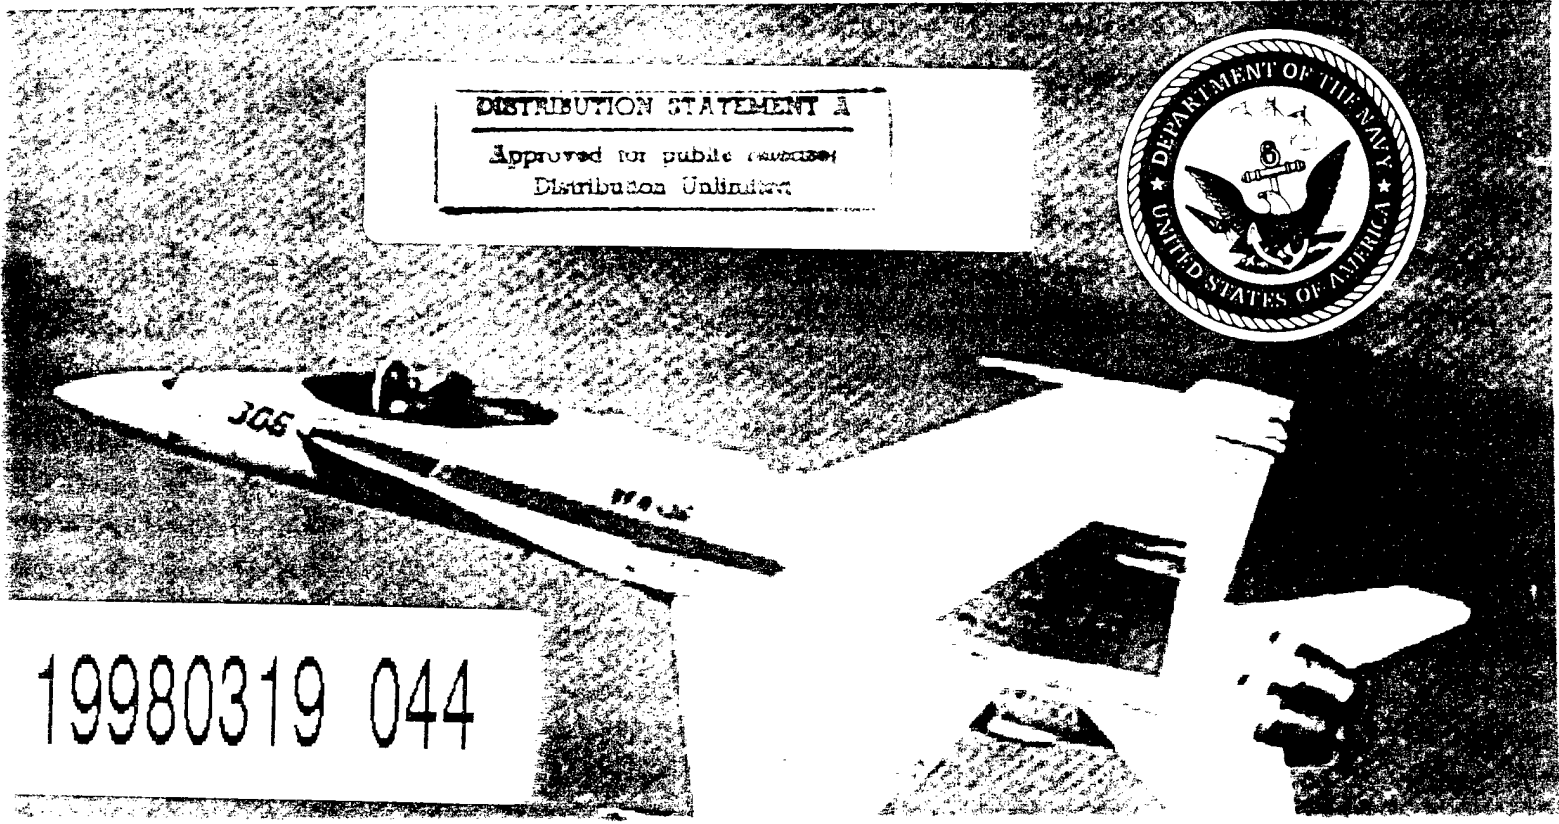 DISTRIBUTION STATEMENT A
Approved for public release;
Distribution Unlimited
DEPARTMENT OF THE NAVY
UNITED STATES OF AMERICA
305
19980319 044